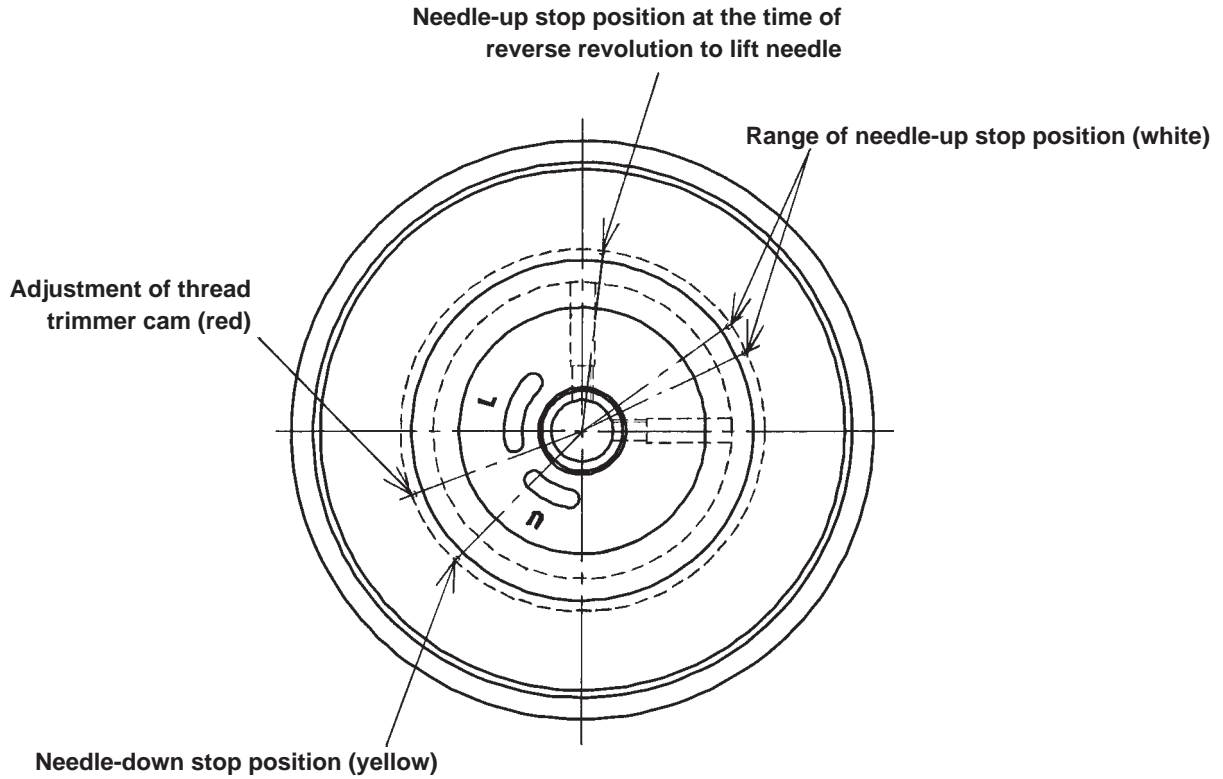 Needle-up stop position at the time of
reverse revolution to lift needle
Range of needle-up stop position (white)
Adjustment of thread
trimmer cam (red)
L
U
Needle-down stop position (yellow)